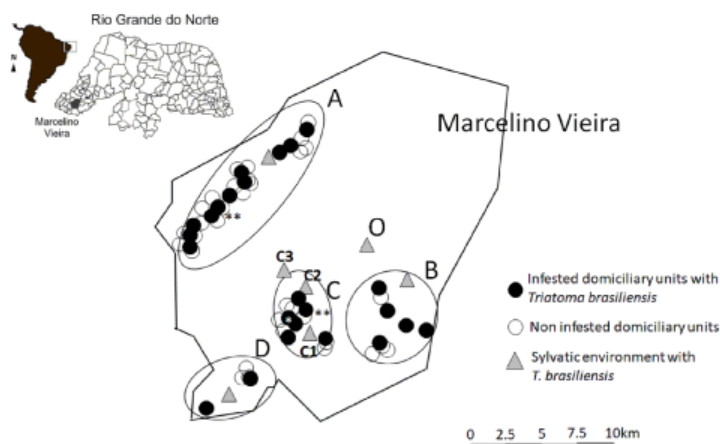 Rio Grande do Norte
N
Marcelino
Vieira
A
Marcelino Vieira
**
O
C3
C2
B
C
**
*
C1
D
Infested domiciliary units with
Triatoma brasiliensis
Non infested domiciliary units
Sylvatic environment with
T. brasiliensis
0 2.5 5 7.5 10km